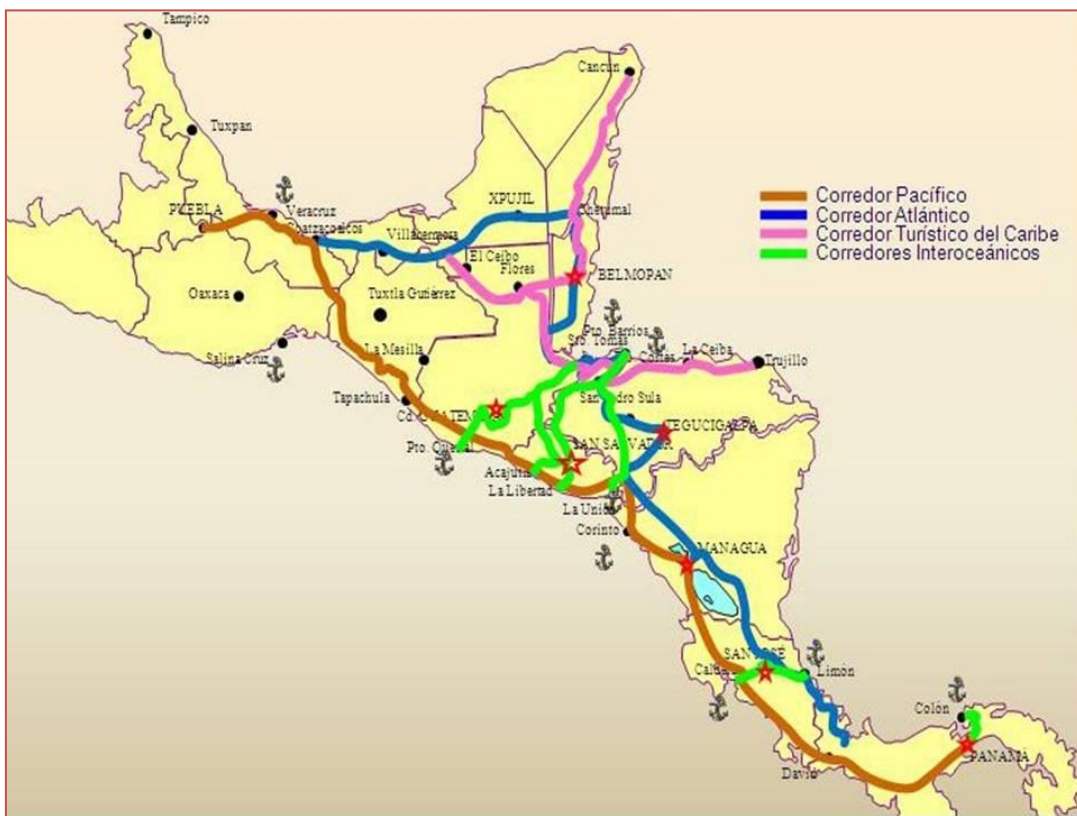 Tampico
Cancún
Tuxpan
XPUJIL
PUEBLA
Veracruz
Coatzacoalcos
Chetumal
Villahermosa
El Ceibo
Flores
BELMOPAN
Oaxaca
Tuxtla Gutiérrez
Salina Cruz
La Mesilla
Pto. Barrios
Sto. Tomás
Cortés
La Ceiba
Trujillo
Tapachula
San Pedro Sula
TEGUCIGALPA
Pto. Quetzal
SAN SALVADOR
Acajutla
La Libertad
La Unión
Corinto
MANAGUA
SAN JOSÉ
Caldera
Limón
Colón
David
PANAMÁ
Corredor Pacífico
Corredor Atlántico
Corredor Turístico del Caribe
Corredores Interoceánicos